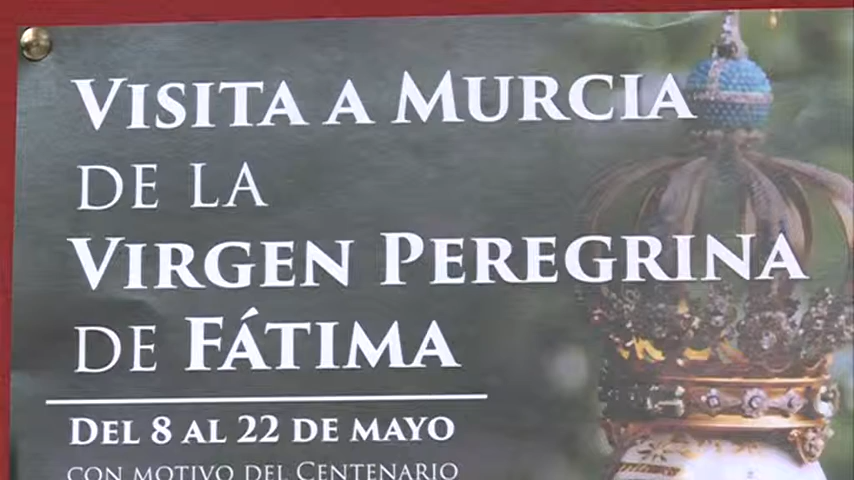 VISITA A MURCIA
DE LA
VIRGEN PEREGRINA
DE FÁTIMA
DEL 8 AL 22 DE MAYO
CON MOTIVO DEL CENTENARIO